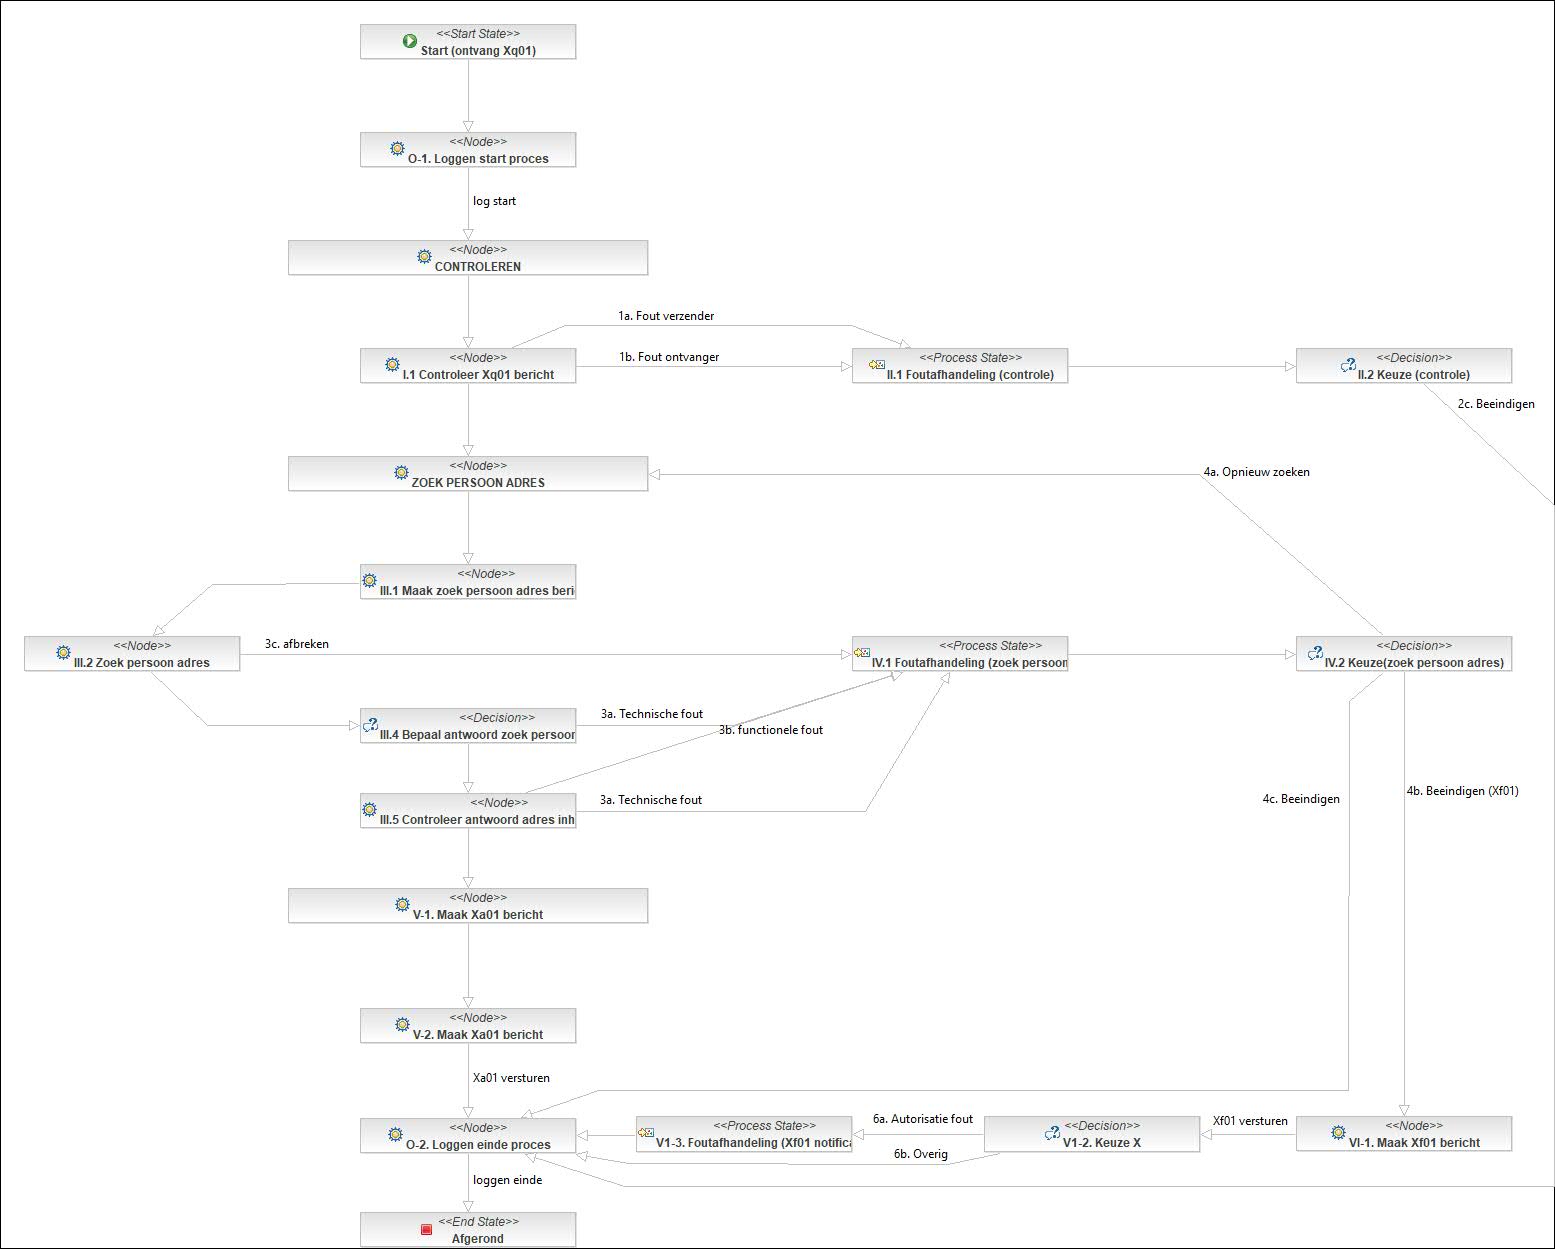 <<Start State>>
Start (ontvang Xq01)
<<Node>>
O-1. Loggen start proces
log start
<<Node>>
CONTROLEREN
1a. Fout verzender
<<Node>>
I.1 Controleer Xq01 bericht
1b. Fout ontvanger
<<Process State>>
II.1 Foutafhandeling (controle)
<<Decision>>
II.2 Keuze (controle)
2c. Beeindigen
<<Node>>
ZOEK PERSOON ADRES
4a. Opnieuw zoeken
<<Node>>
III.1 Maak zoek persoon adres beri
<<Node>>
III.2 Zoek persoon adres
3c. afbreken
<<Process State>>
IV.1 Foutafhandeling (zoek persoon
<<Decision>>
IV.2 Keuze(zoek persoon adres)
<<Decision>>
III.4 Bepaal antwoord zoek persoon
3a. Technische fout
3b. functionele fout
<<Node>>
III.5 Controleer antwoord adres inh
3a. Technische fout
4c. Beeindigen
4b. Beeindigen (Xf01)
<<Node>>
V-1. Maak Xa01 bericht
<<Node>>
V-2. Maak Xa01 bericht
Xa01 versturen
<<Node>>
O-2. Loggen einde proces
<<Process State>>
V1-3. Foutafhandeling (Xf01 notifica
6a. Autorisatie fout
<<Decision>>
V1-2. Keuze X
Xf01 versturen
<<Node>>
VI-1. Maak Xf01 bericht
6b. Overig
loggen einde
<<End State>>
Afgerond